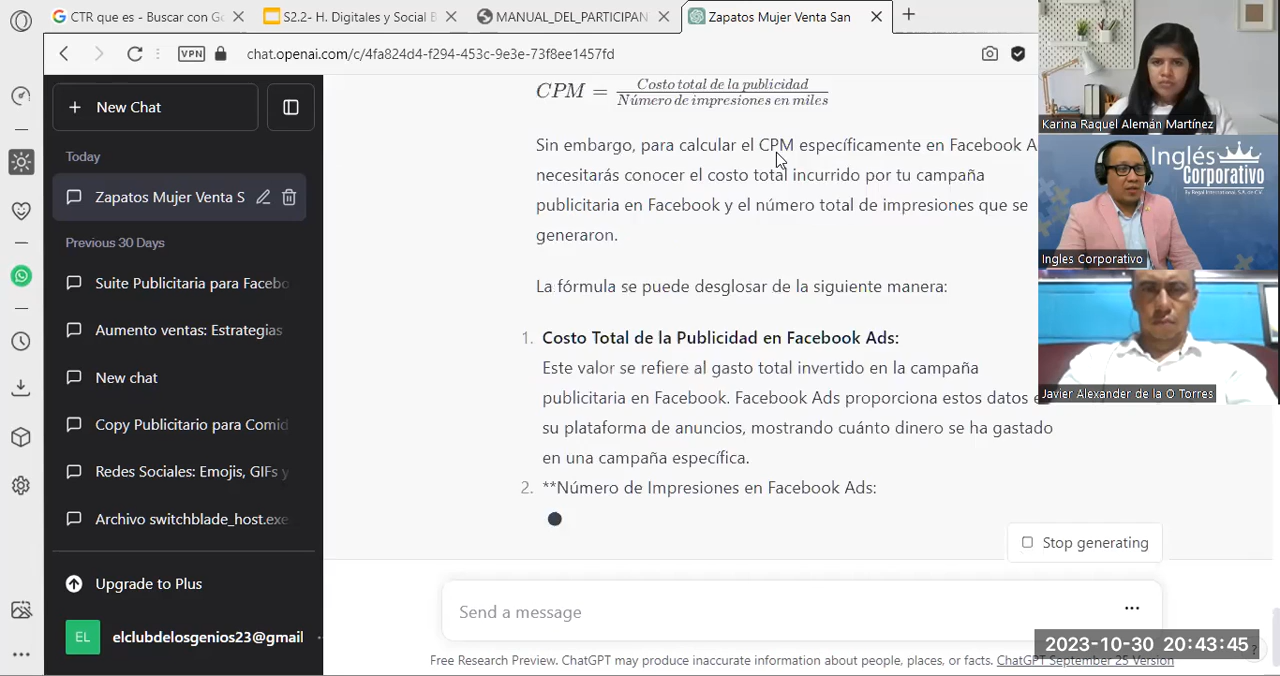 CTR que es - Buscar con Go
S2.2- H. Digitales y Social B
MANUAL_DEL_PARTICIPAN
Zapatos Mujer Venta San
VPN
chat.openai.com/c/4fa824d4-f294-453c-9e3e-73f8ee1457fd
New Chat
Today
Zapatos Mujer Venta S
Previous 30 Days
Suite Publicitaria para Facebo
Aumento ventas: Estrategias
New chat
Copy Publicitario para Comid
Redes Sociales: Emojis, GIFs y
Archivo switchblade_host.exe
Upgrade to Plus
EL
elclubdelosgenios23@gmail
CPM = Costo total de la publicidad
Número de impresiones en miles
Sin embargo, para calcular el CPM específicamente en Facebook A
necesitarás conocer el costo total incurrido por tu campaña
publicitaria en Facebook y el número total de impresiones que se
generaron.
La fórmula se puede desglosar de la siguiente manera:
1. Costo Total de la Publicidad en Facebook Ads:
Este valor se refiere al gasto total invertido en la campaña
publicitaria en Facebook. Facebook Ads proporciona estos datos e
su plataforma de anuncios, mostrando cuánto dinero se ha gastado
en una campaña específica.
2. **Número de Impresiones en Facebook Ads:
Stop generating
Send a message
Free Research Preview. ChatGPT may produce inaccurate information about people, places, or facts. ChatGPT September 25 Version
Karina Raquel Alemán Martínez
Inglés
Corporativo
By Regal International, S.A. de C.V.
Ingles Corporativo
Javier Alexander de la O Torres
2023-10-30 20:43:45
?